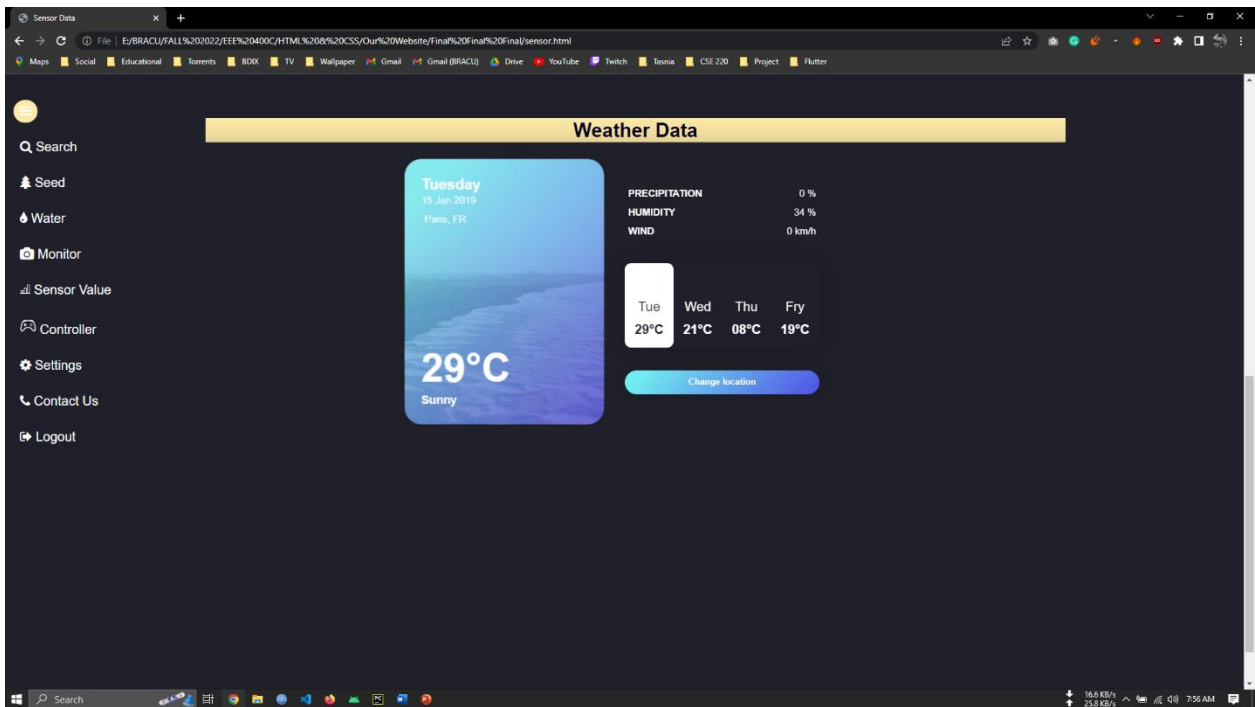 Sensor Data
File | E:/BRACU/FALL%202022/EEE%20400C/HTML%20&%20CSS/Our%20Website/Final%20Final%20Final/sensor.html
Maps Social Educational Torrents BDIX TV Wallpaper Gmail Gmail (BRACU) Drive YouTube Twitch Tasnia CSE 220 Project Flutter
Weather Data
Search
Seed
Water
Monitor
Sensor Value
Controller
Settings
Contact Us
Logout
Tuesday
15 Jan 2019
Paris, FR
29°C
Sunny
PRECIPITATION 0 %
HUMIDITY 34 %
WIND 0 km/h
Tue Wed Thu Fry
29°C 21°C 08°C 19°C
Change location
Search
16.6 KB/s
25.8 KB/s
7:56 AM